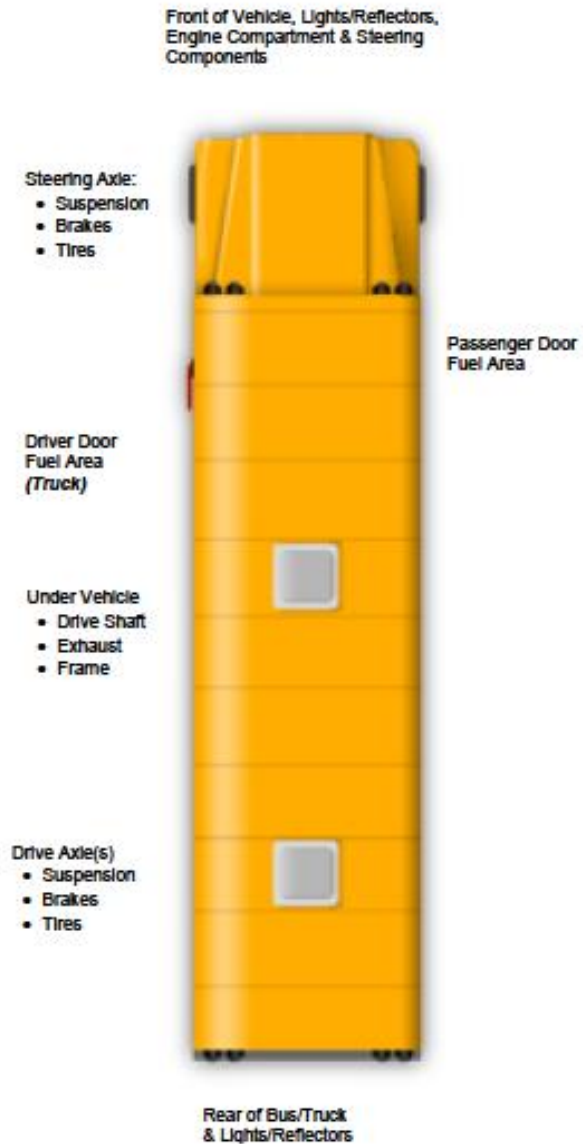 Front of Vehicle, Lights/Reflectors,
Engine Compartment & Steering
Components
Steering Axle:
• Suspension
• Brakes
• Tires
Passenger Door
Fuel Area
Driver Door
Fuel Area
(Truck)
Under Vehicle
• Drive Shaft
• Exhaust
• Frame
Drive Axle(s)
• Suspension
• Brakes
• Tires
Rear of Bus/Truck
& Lights/Reflectors